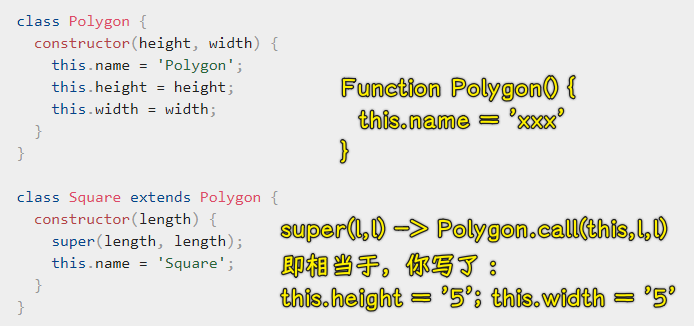 class Polygon {
constructor(height, width) {
this.name = 'Polygon';
this.height = height;
this.width = width;
}
}
Function Polygon() {
this.name = 'xxx'
}
class Square extends Polygon {
constructor(length) {
super(length, length);
this.name = 'Square';
}
}
super(l,l) -> Polygon.call(this,l,l)
即相当于，你写了：
this.height = '5'; this.width = '5'